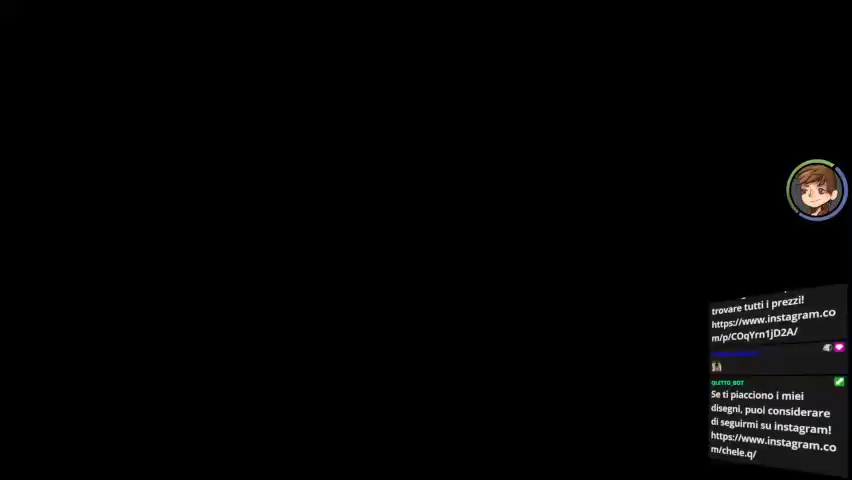 trovare tutti i prezzi!
https://www.instagram.co
m/p/COqYrn1jD2A/
QUITTO_BOT
Se ti piacciono i miei
disegni, puoi considerare
di seguirmi su instagram!
https://www.instagram.co
m/chele.q/